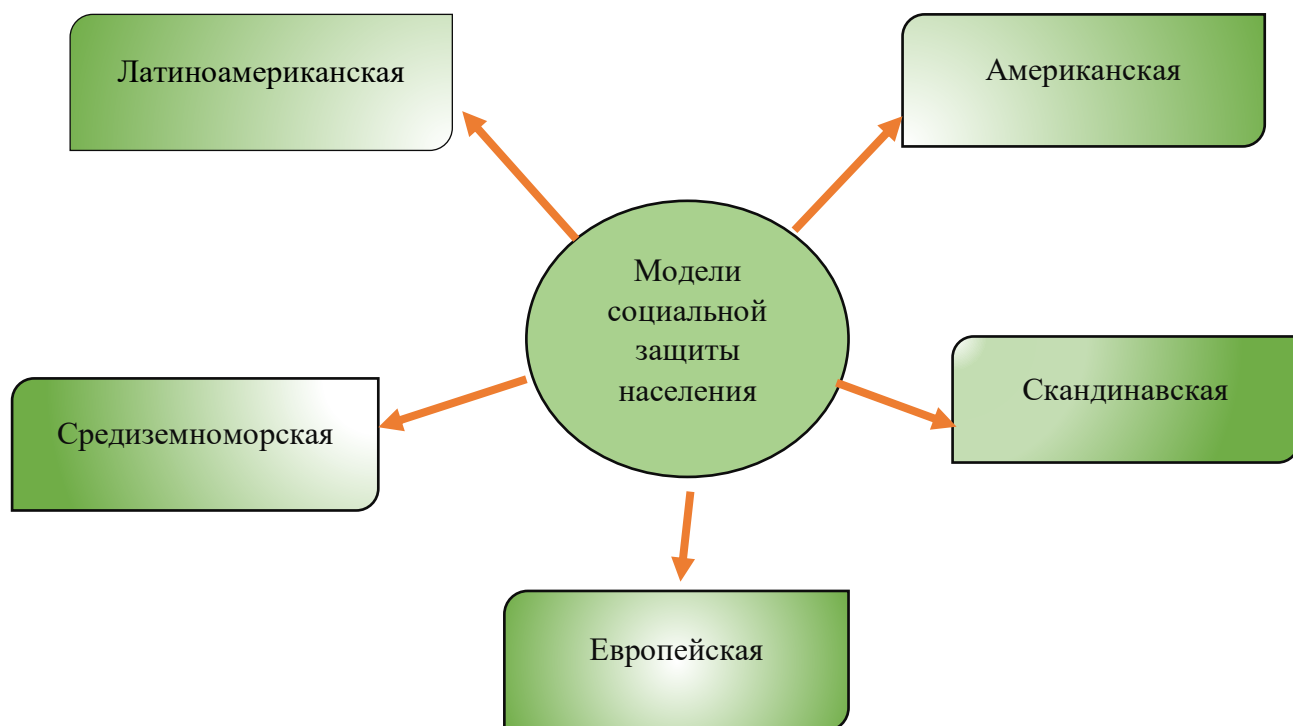 Латиноамериканская
Американская
Модели
социальной
защиты
населения
Скандинавская
Средиземноморская
Европейская